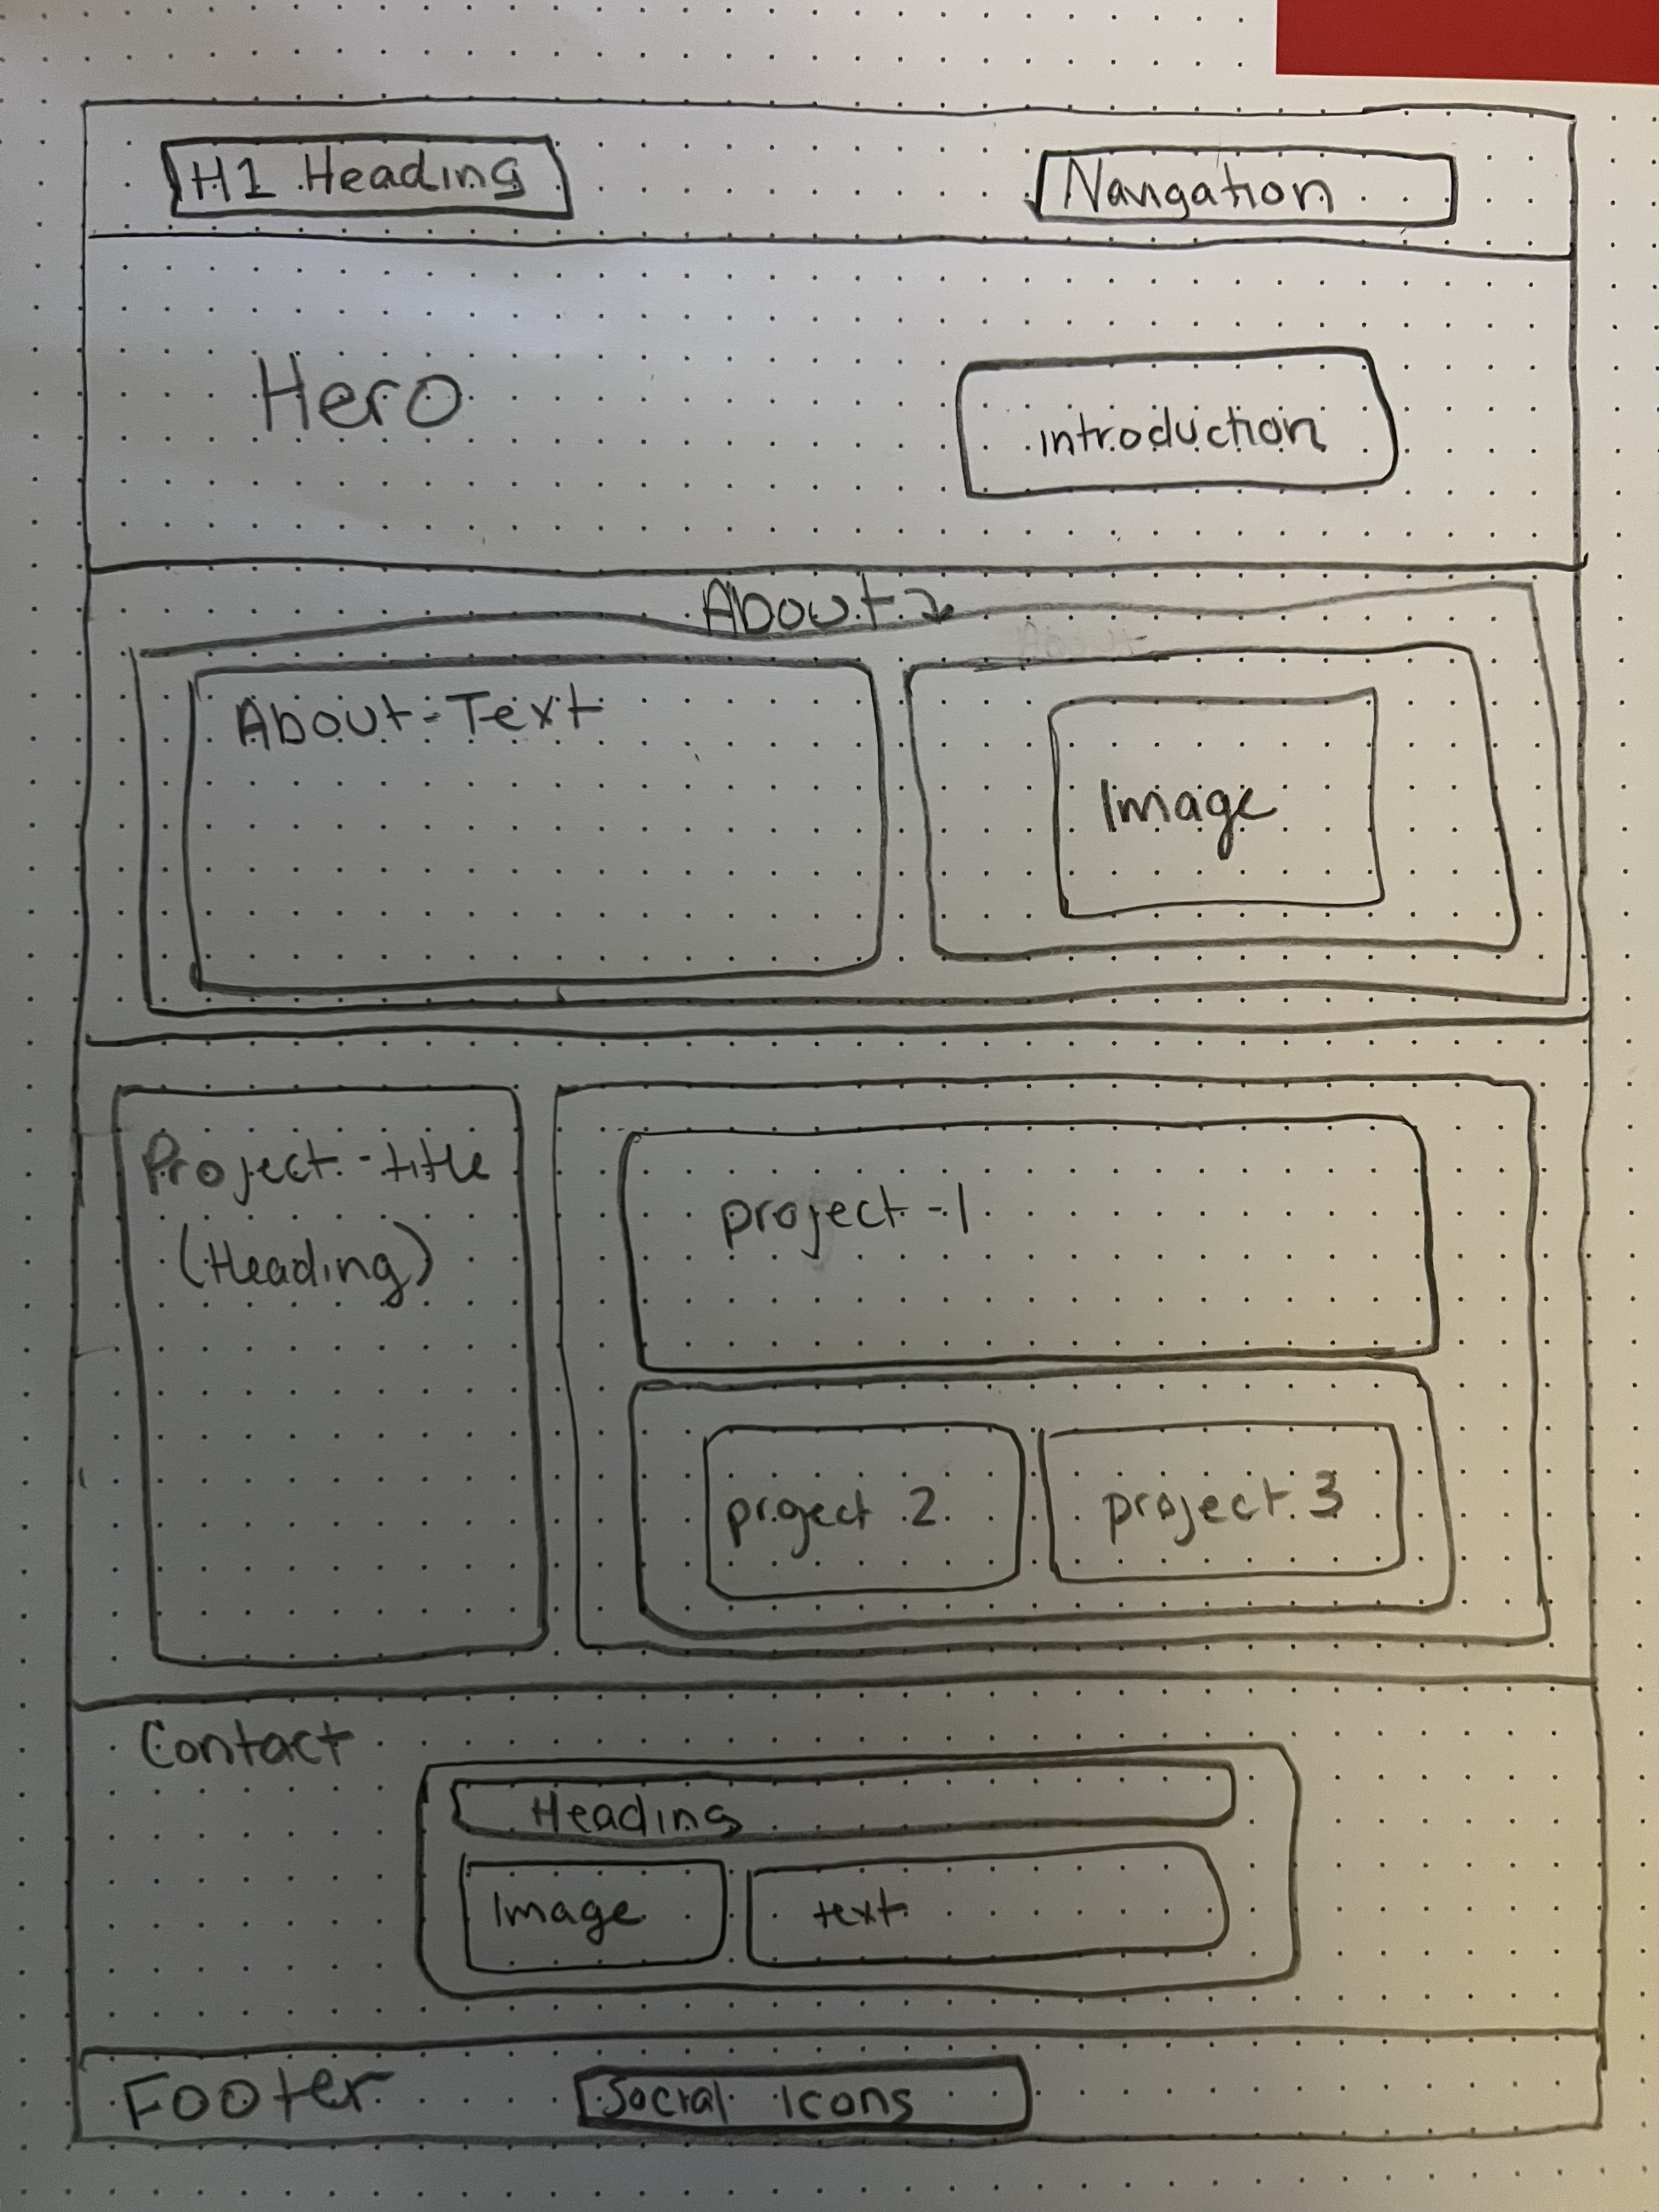 H1 Heading
Navigation
Hero
introduction
About
About-Text
Image
Project-title
(Heading)
project-1
project 2
project 3
Contact
Heading
Image
text
Footer
Social icons